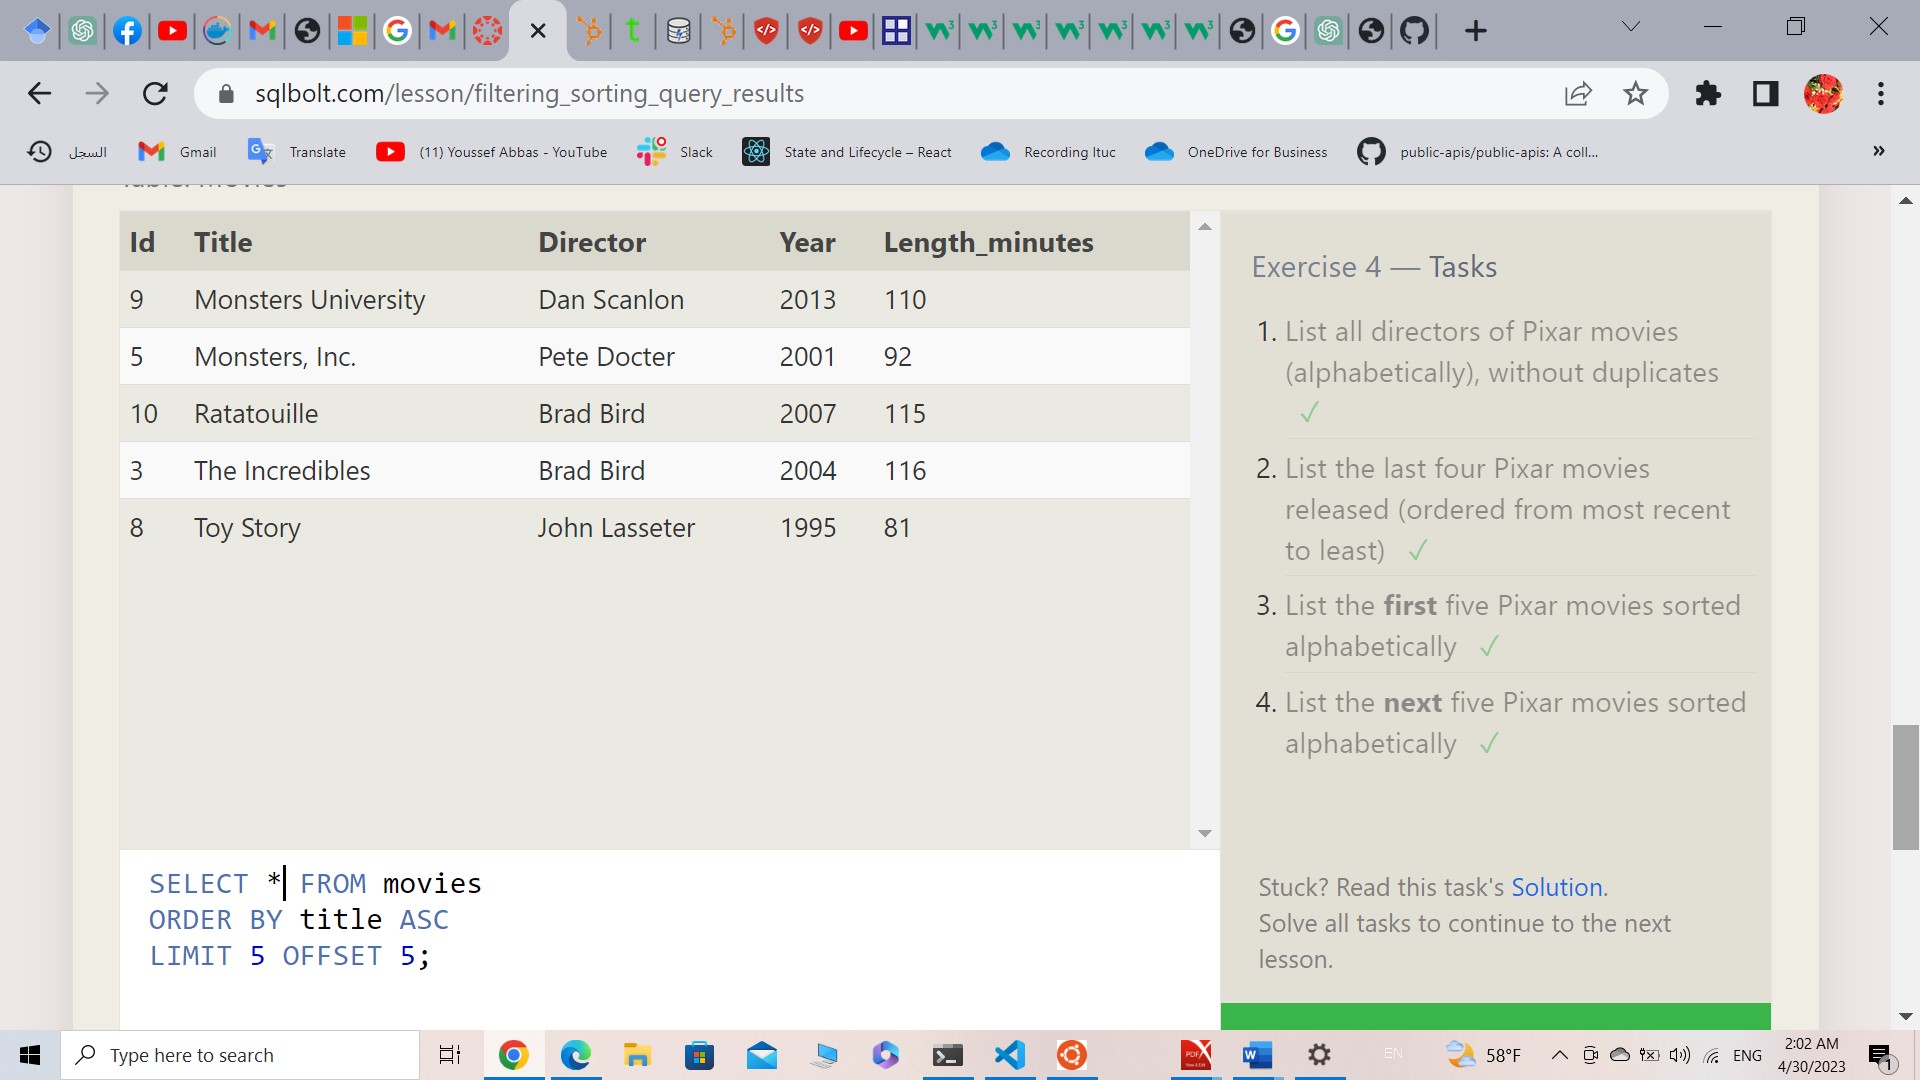 sqlbolt.com/lesson/filtering_sorting_query_results
السجل
Gmail
Translate
(11) Youssef Abbas - YouTube
Slack
State and Lifecycle – React
Recording Ituc
OneDrive for Business
public-apis/public-apis: A coll...
»
Id Title Director Year Length_minutes
9 Monsters University Dan Scanlon 2013 110
5 Monsters, Inc. Pete Docter 2001 92
10 Ratatouille Brad Bird 2007 115
3 The Incredibles Brad Bird 2004 116
8 Toy Story John Lasseter 1995 81
Exercise 4 — Tasks
1. List all directors of Pixar movies
(alphabetically), without duplicates
✓
2. List the last four Pixar movies
released (ordered from most recent
to least) ✓
3. List the first five Pixar movies sorted
alphabetically ✓
4. List the next five Pixar movies sorted
alphabetically ✓
SELECT * FROM movies
ORDER BY title ASC
LIMIT 5 OFFSET 5;
Stuck? Read this task's Solution.
Solve all tasks to continue to the next
lesson.
Type here to search
EN
58°F
ENG
2:02 AM
4/30/2023
1